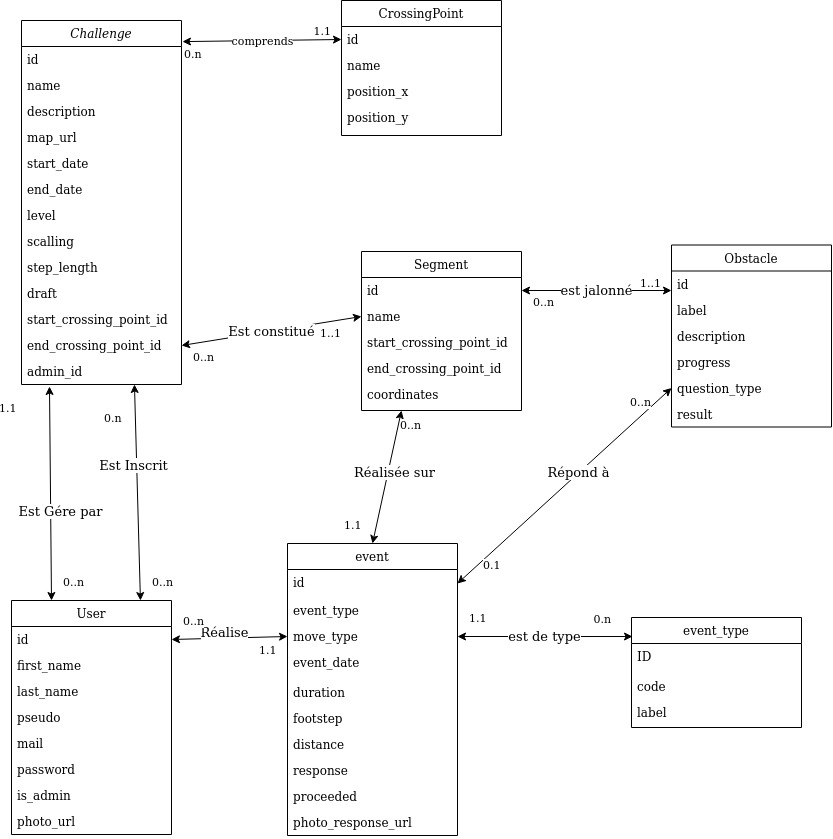 Challenge
id
name
description
map_url
start_date
end_date
level
scalling
step_length
draft
start_crossing_point_id
end_crossing_point_id
admin_id
0.n
comprends
1.1
CrossingPoint
id
name
position_x
position_y
Segment
id
name
start_crossing_point_id
end_crossing_point_id
coordinates
Est constitué
1..1
0..n
est jalonné
1..1
0..n
Obstacle
id
label
description
progress
question_type
result
1.1
0.n
Est Inscrit
Est Gére par
0..n
0..n
0..n
Réalisée sur
1.1
0..n
Répond à
0.1
User
id
first_name
last_name
pseudo
mail
password
is_admin
photo_url
0..n
Réalise
1.1
event
id
event_type
move_type
event_date
duration
footstep
distance
response
proceeded
photo_response_url
1.1
est de type
0.n
event_type
ID
code
label